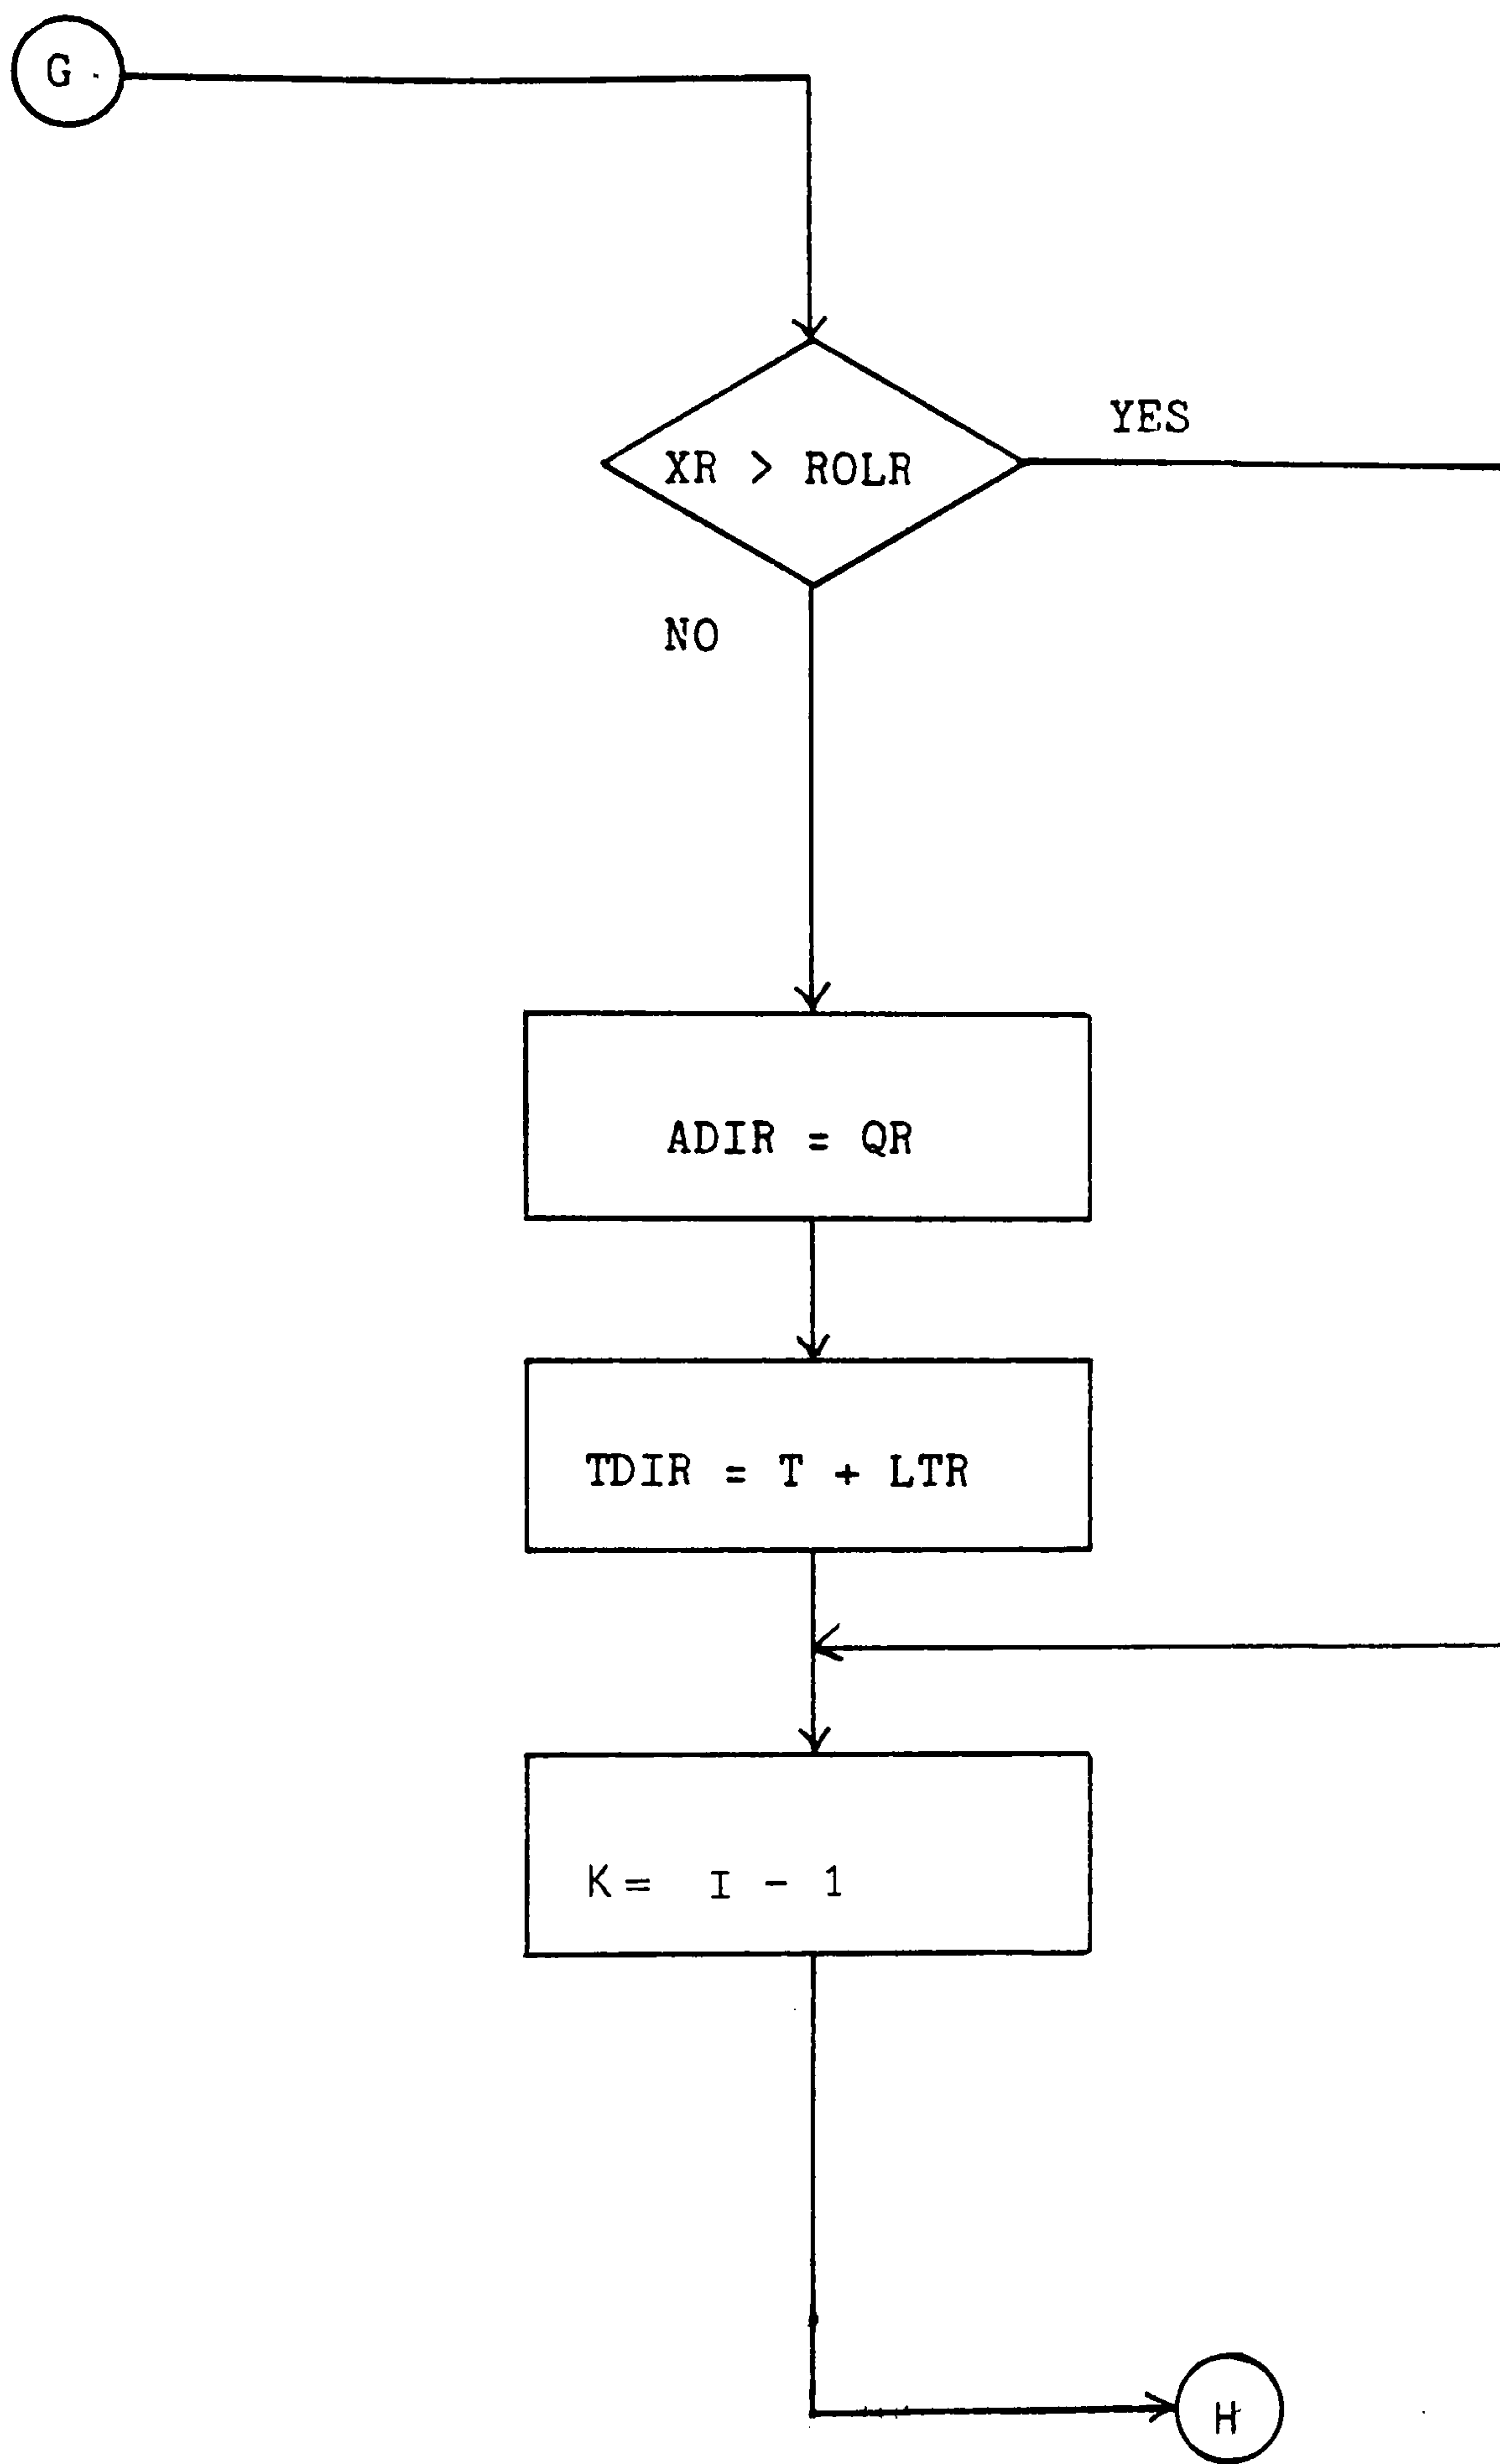 G
YES
XR > ROLR
NO
ADIR = QR
TDIR = T + LTR
K = I - 1
H